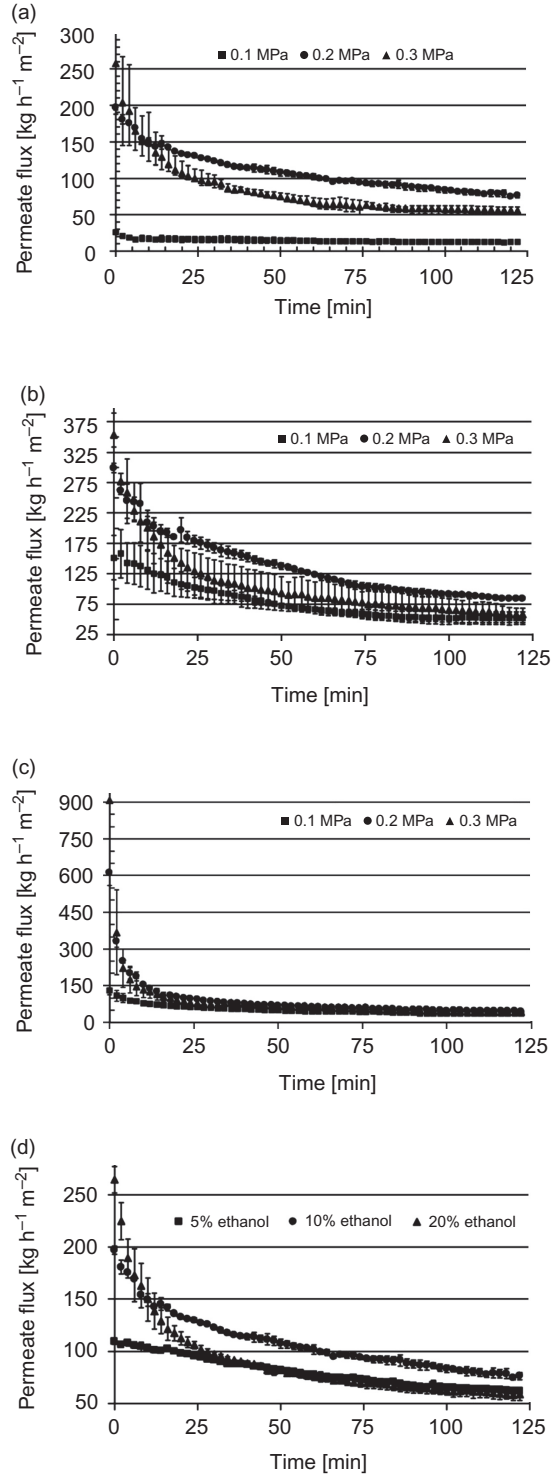 (a)
300
250
200
150
100
50
0
Permeate flux [kg h⁻¹ m⁻²]
■ 0.1 MPa ● 0.2 MPa ▲ 0.3 MPa
0 25 50 75 100 125
Time [min]
(b)
375
325
275
225
175
125
75
25
Permeate flux [kg h⁻¹ m⁻²]
■ 0.1 MPa ● 0.2 MPa ▲ 0.3 MPa
0 25 50 75 100 125
Time [min]
(c)
900
750
600
450
300
150
0
Permeate flux [kg h⁻¹ m⁻²]
■ 0.1 MPa ● 0.2 MPa ▲ 0.3 MPa
0 25 50 75 100 125
Time [min]
(d)
250
200
150
100
50
Permeate flux [kg h⁻¹ m⁻²]
■ 5% ethanol ● 10% ethanol ▲ 20% ethanol
0 25 50 75 100 125
Time [min]